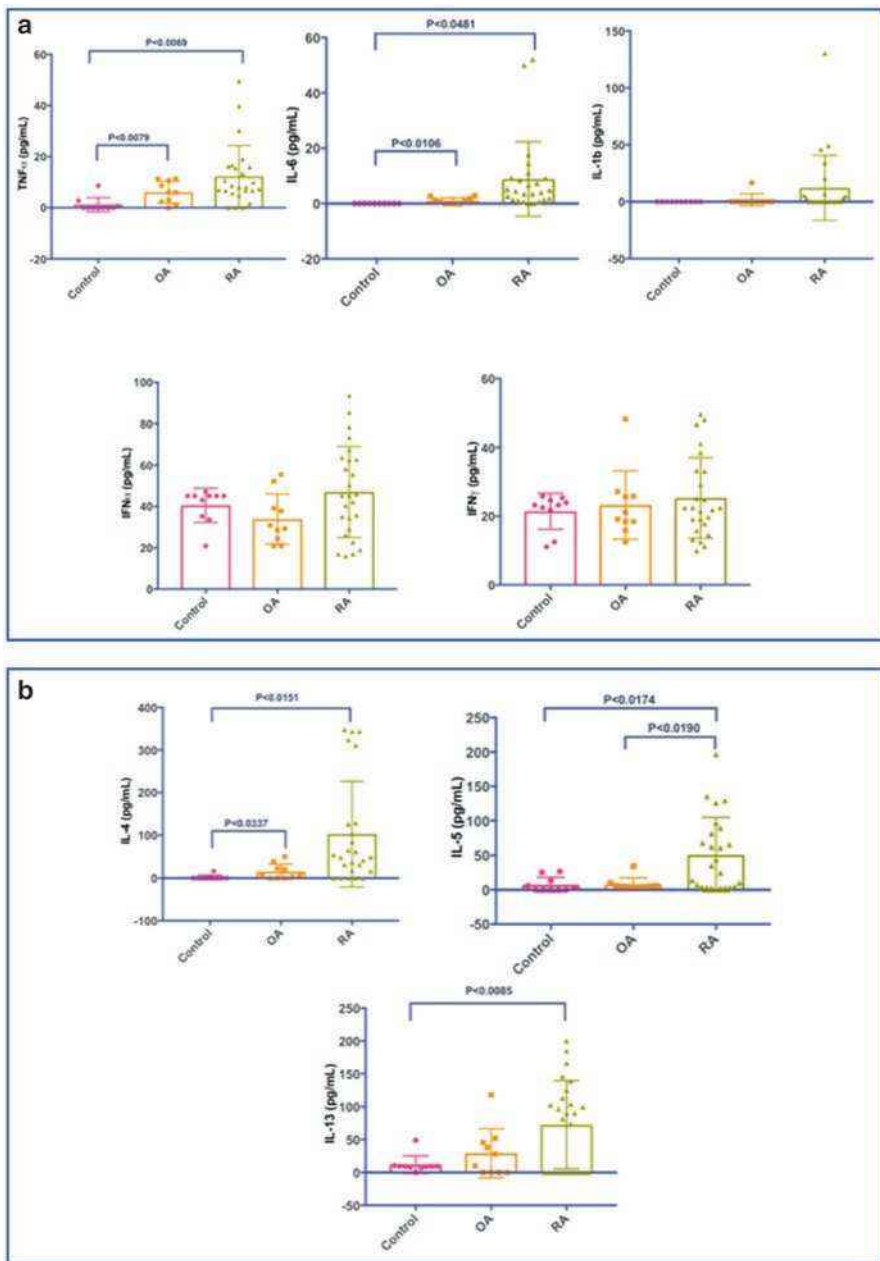 a
P<0.0069
P<0.0079
TNFα (pg/mL)
60
40
20
0
-20
Control
OA
RA
P<0.0481
P<0.0106
IL-6 (pg/mL)
60
40
20
0
-20
Control
OA
RA
IL-1b (pg/mL)
150
100
50
0
-50
Control
OA
RA
IFNα (pg/mL)
100
80
60
40
20
0
Control
OA
RA
IFNγ (pg/mL)
60
40
20
0
Control
OA
RA
b
P<0.0151
P<0.0337
IL-4 (pg/mL)
400
300
200
100
0
-100
Control
OA
RA
P<0.0174
P<0.0190
IL-5 (pg/mL)
250
200
150
100
50
0
-50
Control
OA
RA
P<0.0085
IL-13 (pg/mL)
250
200
150
100
50
0
-50
Control
OA
RA